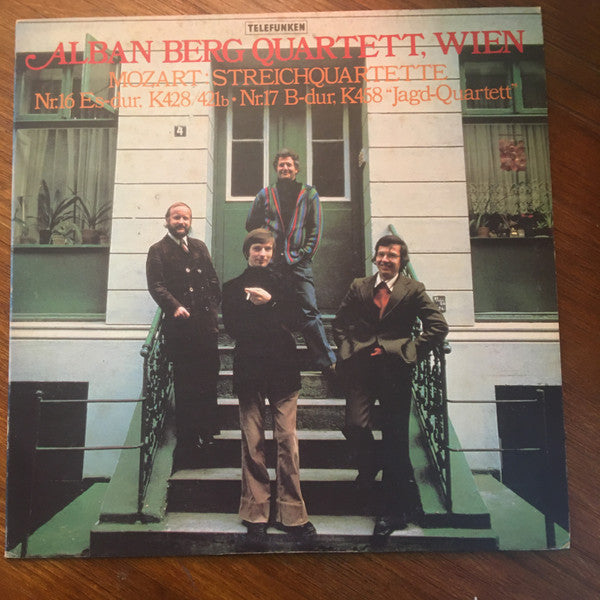 TELEFUNKEN
ALBAN BERG QUARTETT, WIEN
MOZART · STREICHQUARTETTE
Nr.16 Es-dur, K428/421b · Nr.17 B-dur, K458 "Jagd-Quartett"
4